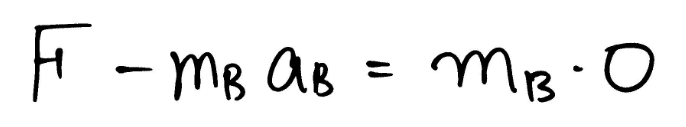 F - m_B a_B = m_B · 0